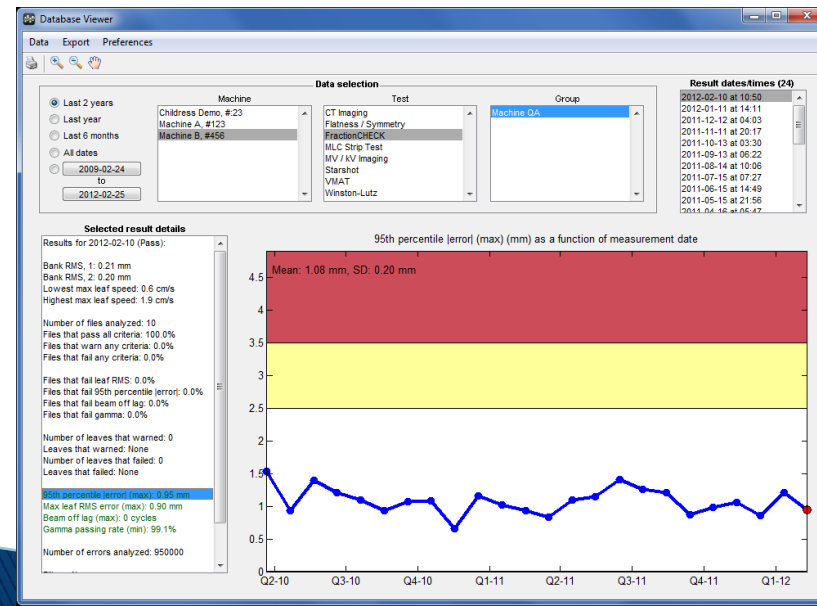 Database Viewer
Data Export Preferences
Data selection
Last 2 years
Last year
Last 6 months
All dates
2009-02-24
to
2012-02-25
Machine
Childress Demo, #:23
Machine A, #123
Machine B, #456
Test
CT Imaging
Flatness / Symmetry
FractionCHECK
MLC Strip Test
MV / kV Imaging
Starshot
VMAT
Winston-Lutz
Group
Machine QA
Result dates/times (24)
2012-02-10 at 10:50
2012-01-11 at 14:11
2011-12-12 at 04:03
2011-11-11 at 20:17
2011-10-13 at 03:30
2011-09-13 at 06:22
2011-08-14 at 10:06
2011-07-15 at 07:27
2011-06-15 at 14:49
2011-05-15 at 21:56
2011-04-16 at 05:47
Selected result details
Results for 2012-02-10 (Pass):
Bank RMS, 1: 0.21 mm
Bank RMS, 2: 0.20 mm
Lowest max leaf speed: 0.6 cm/s
Highest max leaf speed: 1.9 cm/s
Number of files analyzed: 10
Files that pass all criteria: 100.0%
Files that warn any criteria: 0.0%
Files that fail any criteria: 0.0%
Files that fail leaf RMS: 0.0%
Files that fail 95th percentile |error|: 0.0%
Files that fail beam off lag: 0.0%
Files that fail gamma: 0.0%
Number of leaves that warned: 0
Leaves that warned: None
Number of leaves that failed: 0
Leaves that failed: None
95th percentile |error| (max): 0.95 mm
Max leaf RMS error (max): 0.90 mm
Beam off lag (max): 0 cycles
Gamma passing rate (min): 99.1%
Number of errors analyzed: 950000
95th percentile |error| (max) (mm) as a function of measurement date
Mean: 1.08 mm, SD: 0.20 mm
4.5
4
3.5
3
2.5
2
1.5
1
0.5
0
Q2-10 Q3-10 Q4-10 Q1-11 Q2-11 Q3-11 Q4-11 Q1-12